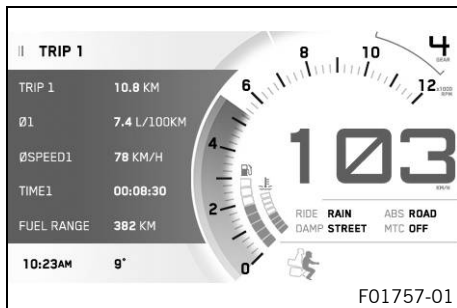 TRIP 1
TRIP 1 10.8 KM
Ø1 7.4 L/100KM
ØSPEED1 78 KM/H
TIME1 00:08:30
FUEL RANGE 382 KM
10:23AM 9°
0
2
4
6
8
10
12
x1000
RPM
4
GEAR
103
KM/H
RIDE RAIN ABS ROAD
DAMP STREET MTC OFF
F01757-01